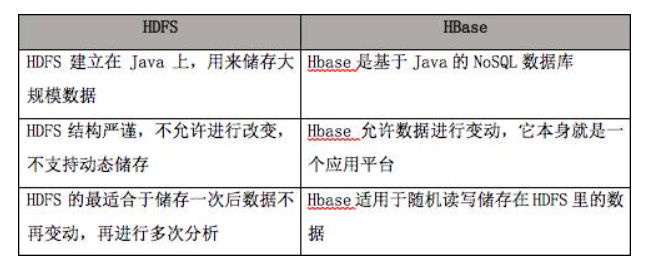 HDFS
HBase
HDFS 建立在 Java 上，用来储存大
规模数据
Hbase 是基于 Java 的 NoSQL 数据库
HDFS 结构严谨，不允许进行改变，
不支持动态储存
Hbase 允许数据进行变动，它本身就是一
个应用平台
HDFS 的最适合于储存一次后数据不
再变动，再进行多次分析
Hbase 适用于随机读写储存在 HDFS 里的数
据